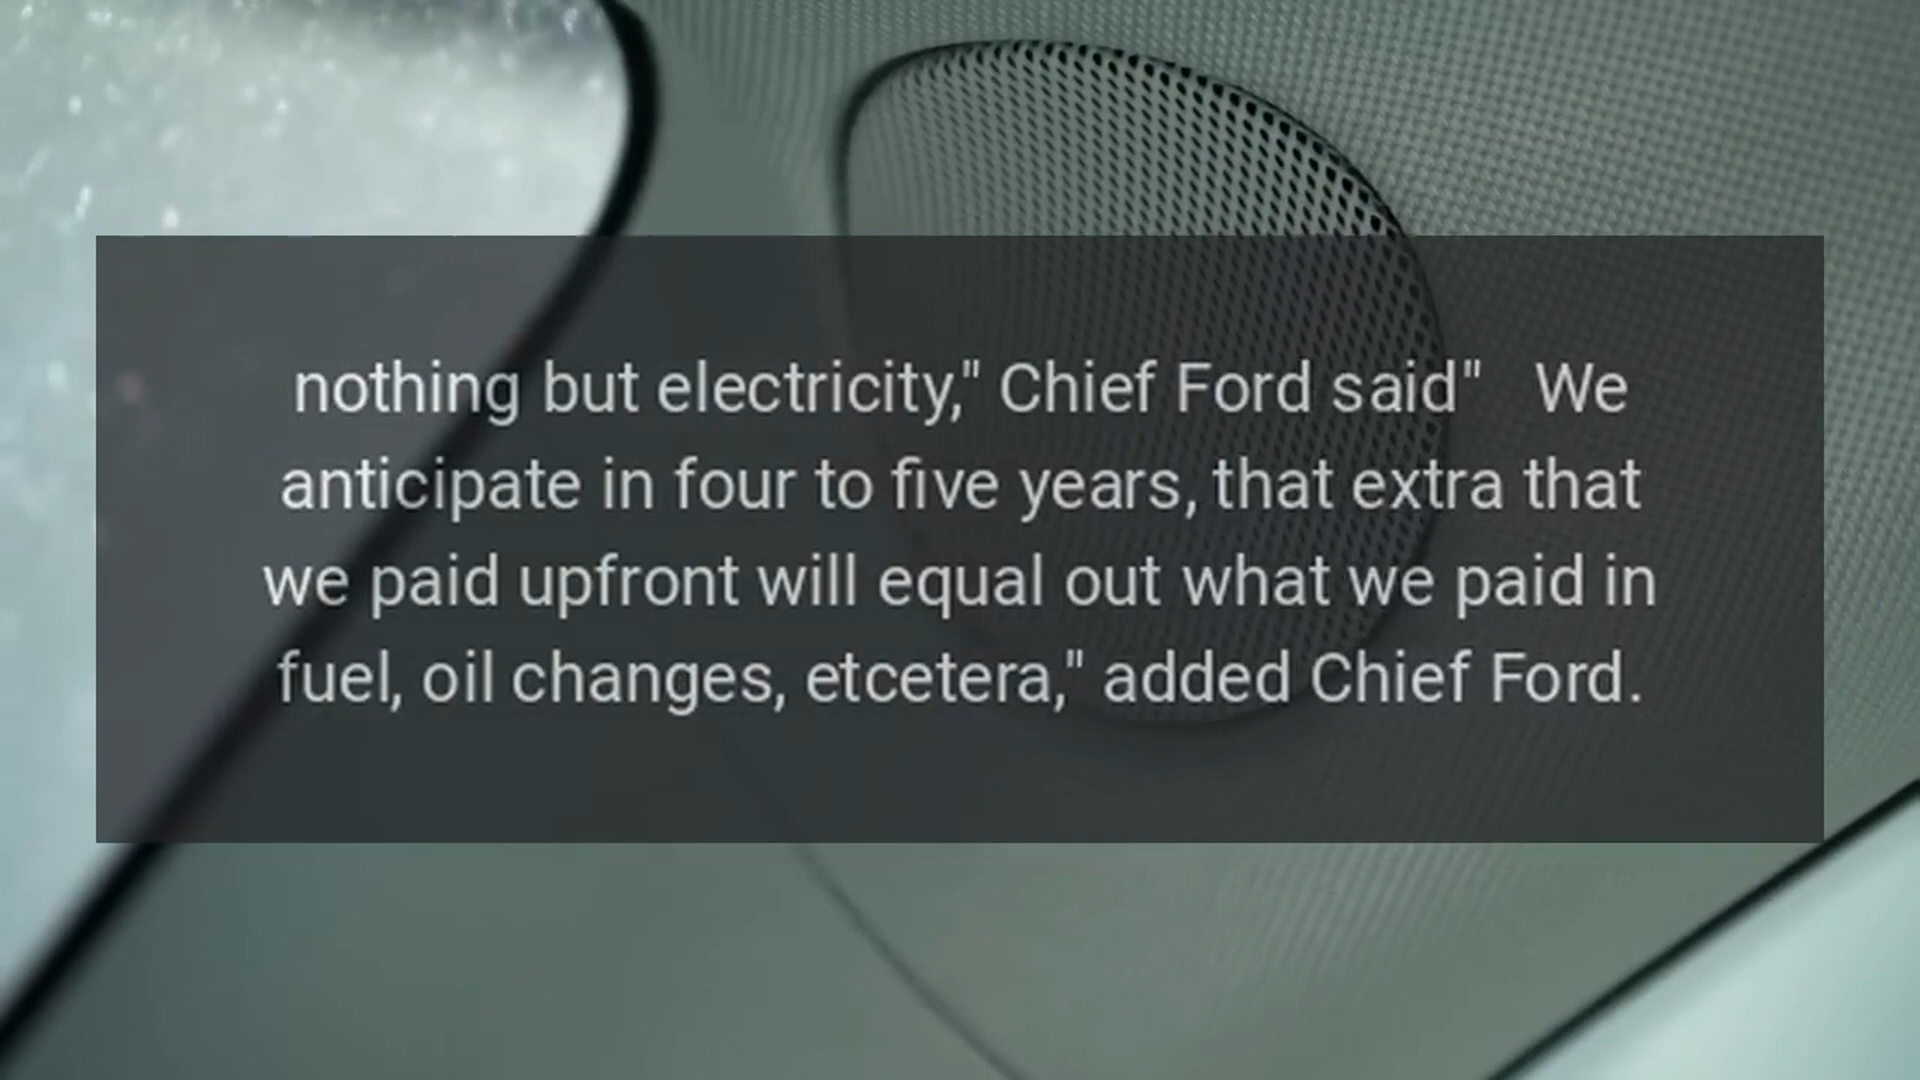 nothing but electricity," Chief Ford said"   We
anticipate in four to five years, that extra that
we paid upfront will equal out what we paid in
fuel, oil changes, etcetera," added Chief Ford.